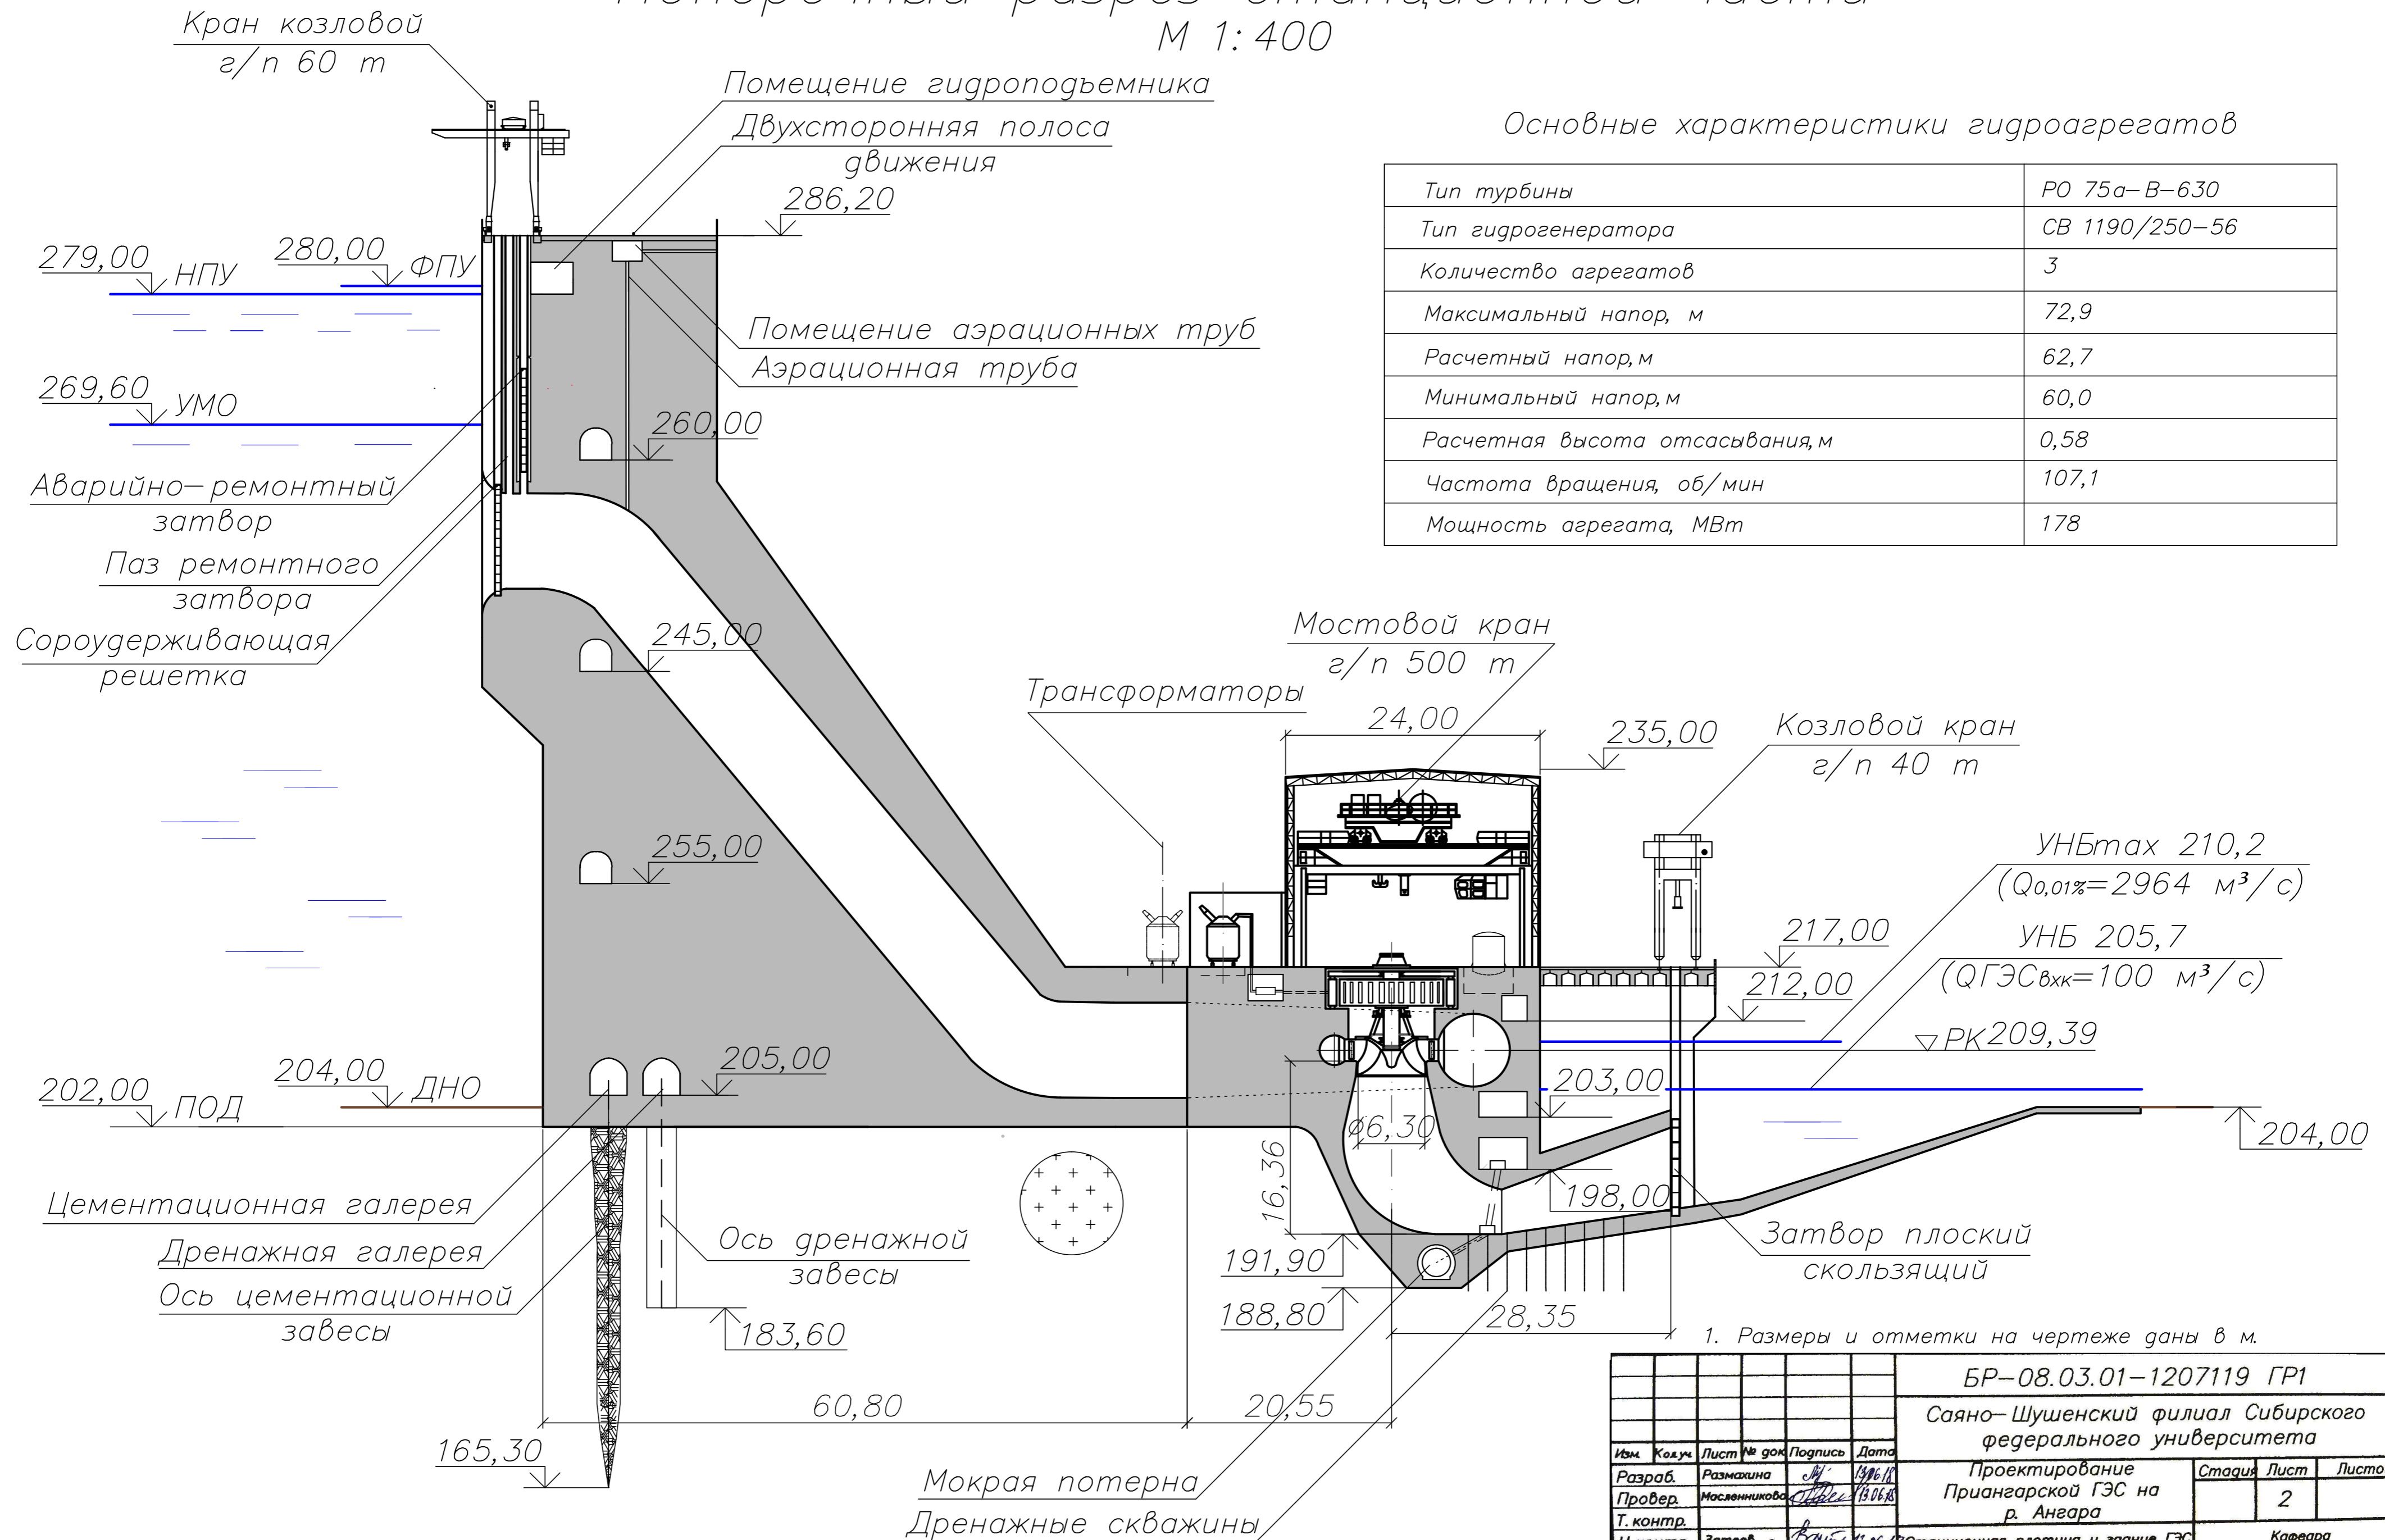 М 1:400
Кран козловой
г/п 60 т
Помещение гидроподъемника
Двухсторонняя полоса
движения
286,20
279,00 НПУ
280,00 ФПУ
Помещение аэрационных труб
Аэрационная труба
269,60 УМО
260,00
Аварийно-ремонтный
затвор
Паз ремонтного
затвора
Сороудерживающая
решетка
245,00
255,00
205,00
204,00 ДНО
202,00 ПОД
Цементационная галерея
Дренажная галерея
Ось цементационной
завесы
Ось дренажной
завесы
183,60
165,30
60,80
20,55
28,35
Основные характеристики гидроагрегатов
Тип турбины РО 75а-В-630
Тип гидрогенератора СВ 1190/250-56
Количество агрегатов 3
Максимальный напор, м 72,9
Расчетный напор,м 62,7
Минимальный напор,м 60,0
Расчетная высота отсасывания,м 0,58
Частота вращения, об/мин 107,1
Мощность агрегата, МВт 178
Мостовой кран
г/п 500 т
Трансформаторы
24,00
235,00
Козловой кран
г/п 40 т
УНБmax 210,2
(Q0,01%=2964 м³/с)
УНБ 205,7
(QГЭСвхк=100 м³/с)
217,00
212,00
РК 209,39
203,00
ø6,30
16,36
198,00
204,00
191,90
188,80
Затвор плоский
скользящий
Мокрая потерна
Дренажные скважины
1. Размеры и отметки на чертеже даны в м.
БР-08.03.01-1207119 ГР1
Саяно-Шушенский филиал Сибирского
федерального университета
Изм. Кол.уч Лист № док Подпись Дата
Разраб. Размахина 13.06.18
Провер. Масленникова 13.06.18
Т. контр.
Проектирование
Приангарской ГЭС на
р. Ангара
Стадия Лист
2
Кафедра